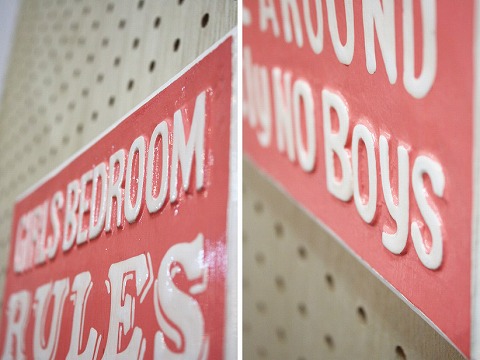 GIRLS BEDROOM
RULES
AROUND
NO BOYS